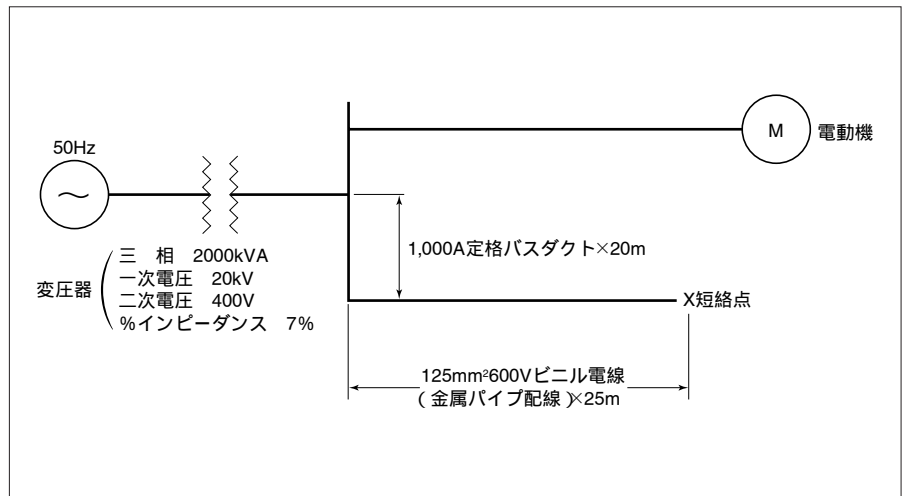 50Hz
M
電動機
変圧器
三 相 2000kVA
一次電圧 20kV
二次電圧 400V
%インピーダンス 7%
1,000A定格バスダクト×20m
X短絡点
125mm²600Vビニル電線
(金属パイプ配線)×25m